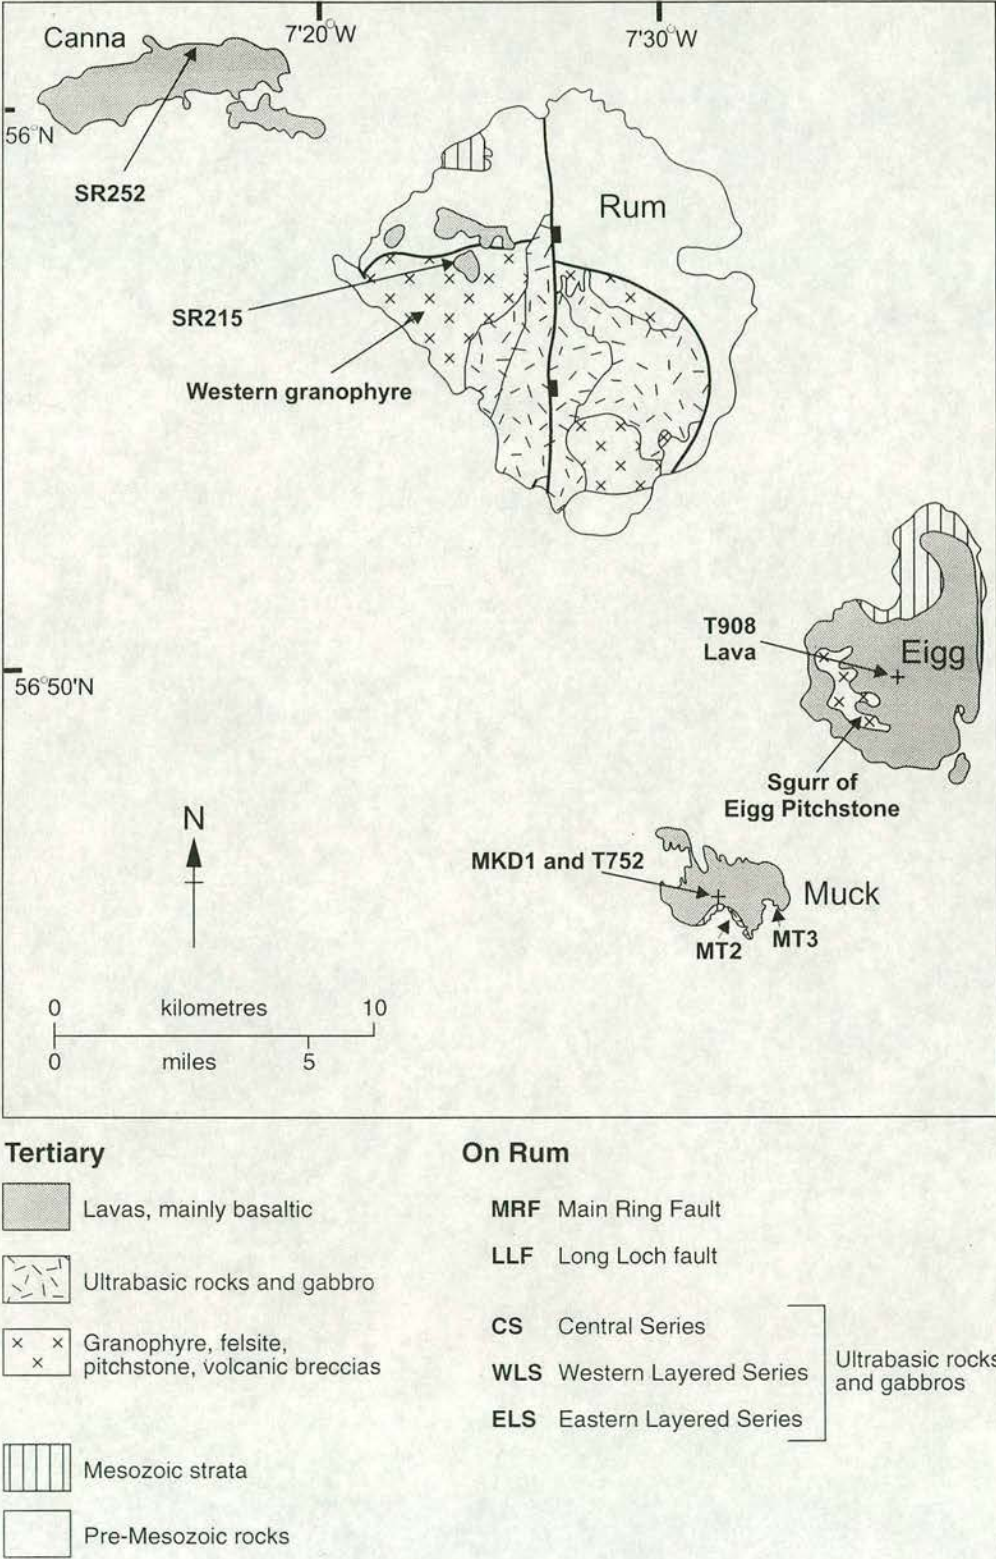 7°20'W
7°30'W
Canna
56°N
SR252
Rum
SR215
Western granophyre
T908
Lava
Eigg
56°50'N
Sgurr of
Eigg Pitchstone
N
MKD1 and T752
Muck
MT2
MT3
0 kilometres 10
0 miles 5
Tertiary
Lavas, mainly basaltic
Ultrabasic rocks and gabbro
Granophyre, felsite,
pitchstone, volcanic breccias
Mesozoic strata
Pre-Mesozoic rocks
On Rum
MRF Main Ring Fault
LLF Long Loch fault
CS Central Series
WLS Western Layered Series
ELS Eastern Layered Series
Ultrabasic rocks
and gabbros